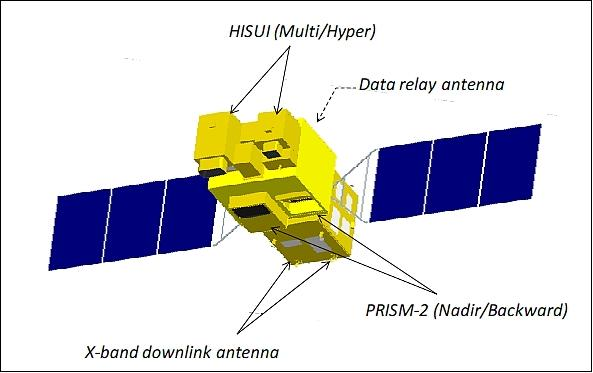 HISUI (Multi/Hyper)
Data relay antenna
PRISM-2 (Nadir/Backward)
X-band downlink antenna